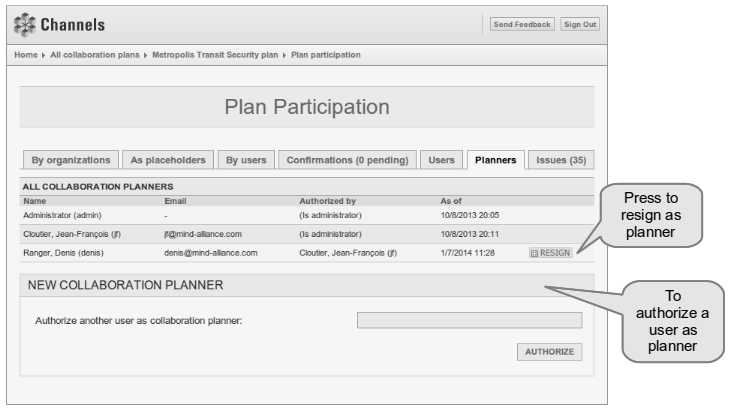 Channels
Send Feedback Sign Out
Home All collaboration plans Metropolis Transit Security plan Plan participation
Plan Participation
By organizations As placeholders By users Confirmations (0 pending) Users Planners Issues (35)
ALL COLLABORATION PLANNERS
Name Email Authorized by As of
Administrator (admin) - (Is administrator) 10/8/2013 20:05
Cloutier, Jean-François (jf) jf@mind-alliance.com (Is administrator) 10/8/2013 20:11
Ranger, Denis (denis) denis@mind-alliance.com Cloutier, Jean-François (jf) 1/7/2014 11:28 RESIGN
Press to
resign as
planner
NEW COLLABORATION PLANNER
Authorize another user as collaboration planner:
AUTHORIZE
To
authorize a
user as
planner